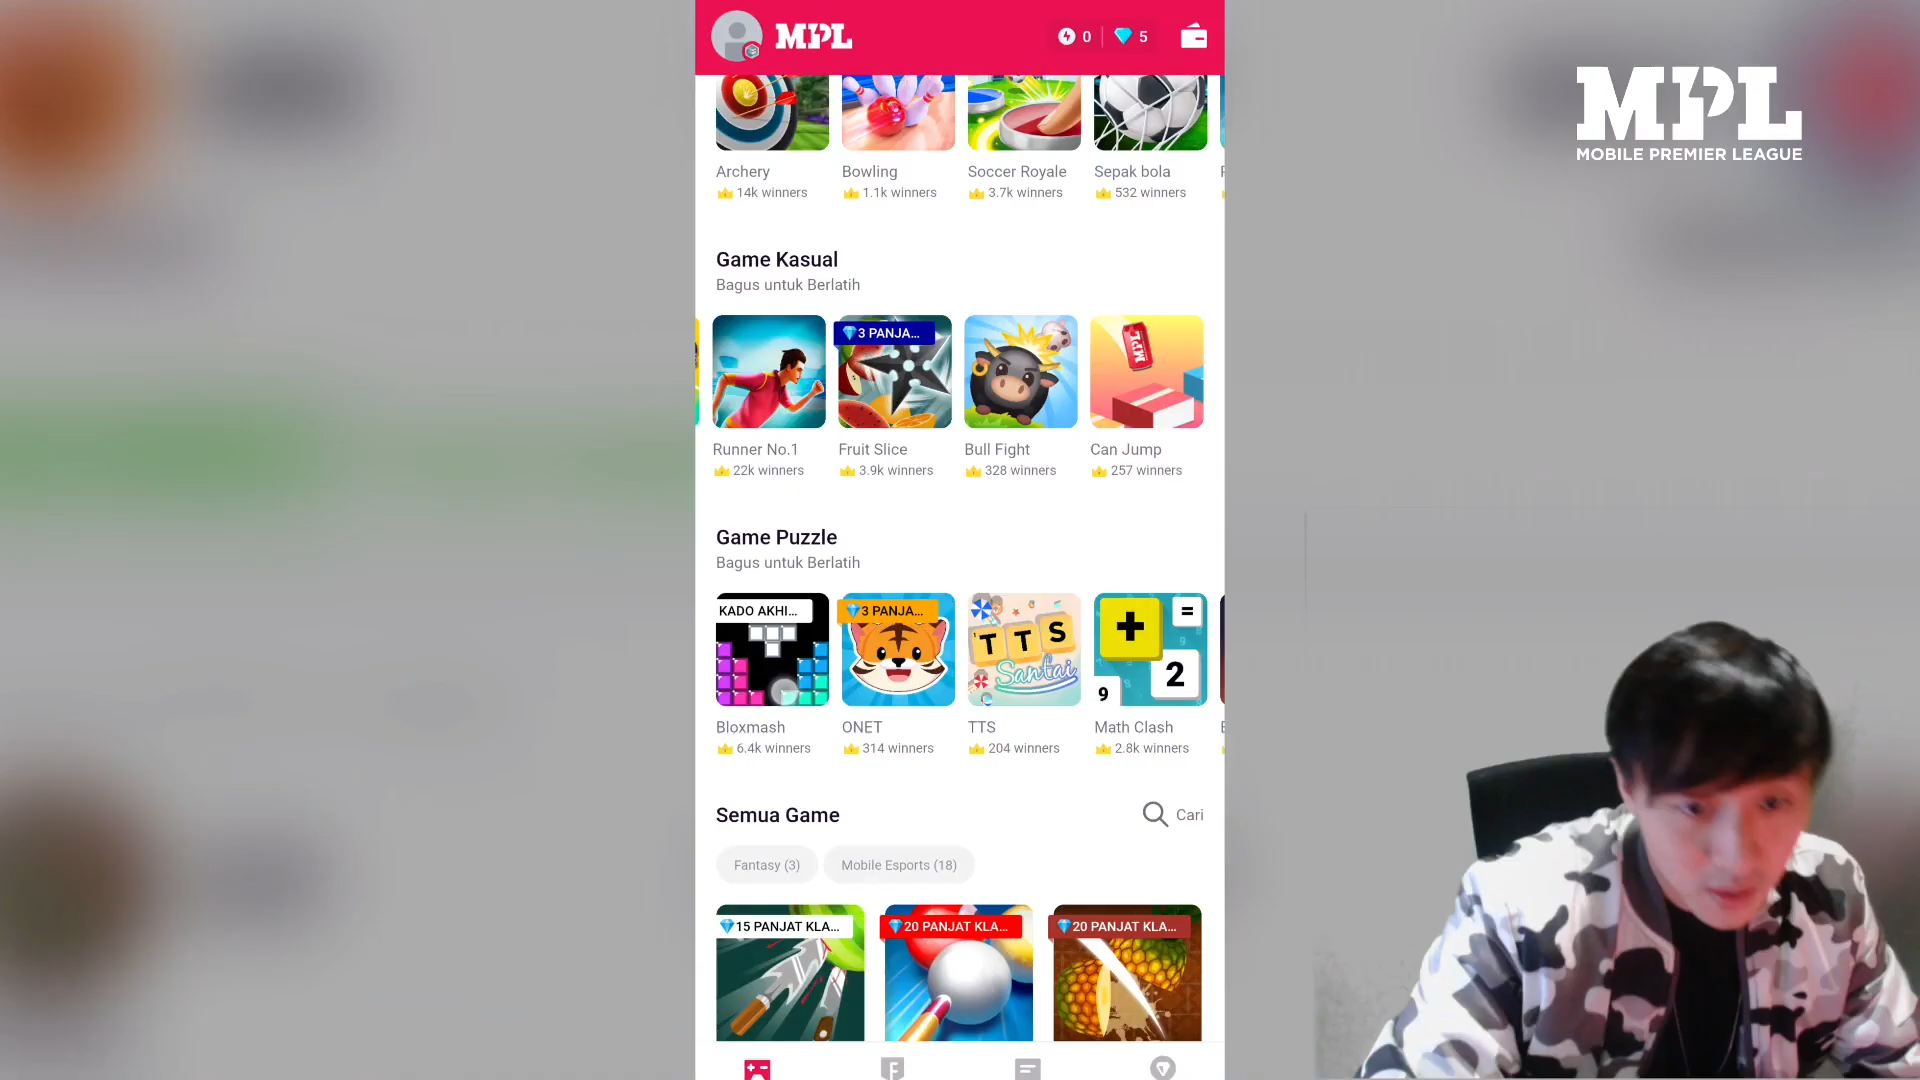 MPL
0
5
MPL
MOBILE PREMIER LEAGUE
Archery
Bowling
Soccer Royale
Sepak bola
14k winners
1.1k winners
3.7k winners
532 winners
Game Kasual
Bagus untuk Berlatih
3 PANJA...
MPL
Runner No.1
Fruit Slice
Bull Fight
Can Jump
22k winners
3.9k winners
328 winners
257 winners
Game Puzzle
Bagus untuk Berlatih
KADO AKHI...
3 PANJA...
TTS
Santai
+
=
2
9
Bloxmash
ONET
TTS
Math Clash
6.4k winners
314 winners
204 winners
2.8k winners
Semua Game
Cari
Fantasy (3)
Mobile Esports (18)
15 PANJAT KLA...
20 PANJAT KLA...
20 PANJAT KLA...